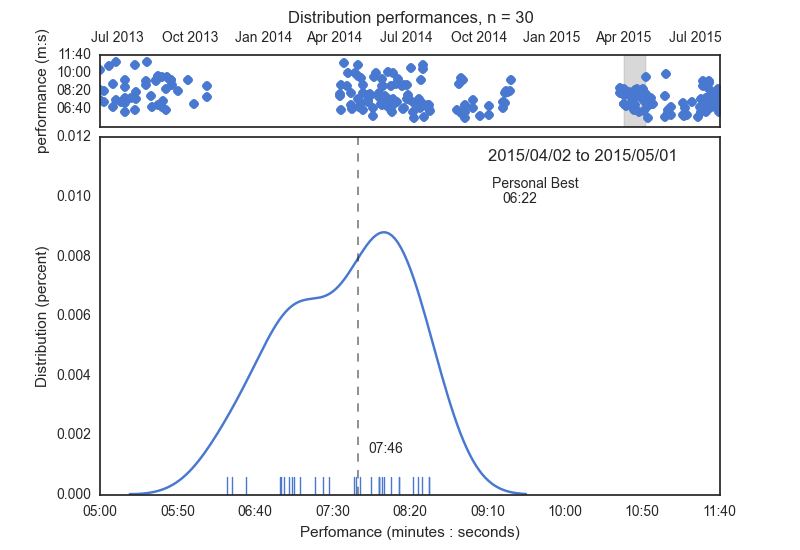 Distribution performances, n = 30
Jul 2013 Oct 2013 Jan 2014 Apr 2014 Jul 2014 Oct 2014 Jan 2015 Apr 2015 Jul 2015
performance (m:s)
11:40
10:00
08:20
06:40
0.012
2015/04/02 to 2015/05/01
Personal Best
06:22
0.010
0.008
0.006
0.004
0.002
0.000
Distribution (percent)
07:46
05:00 05:50 06:40 07:30 08:20 09:10 10:00 10:50 11:40
Perfomance (minutes : seconds)